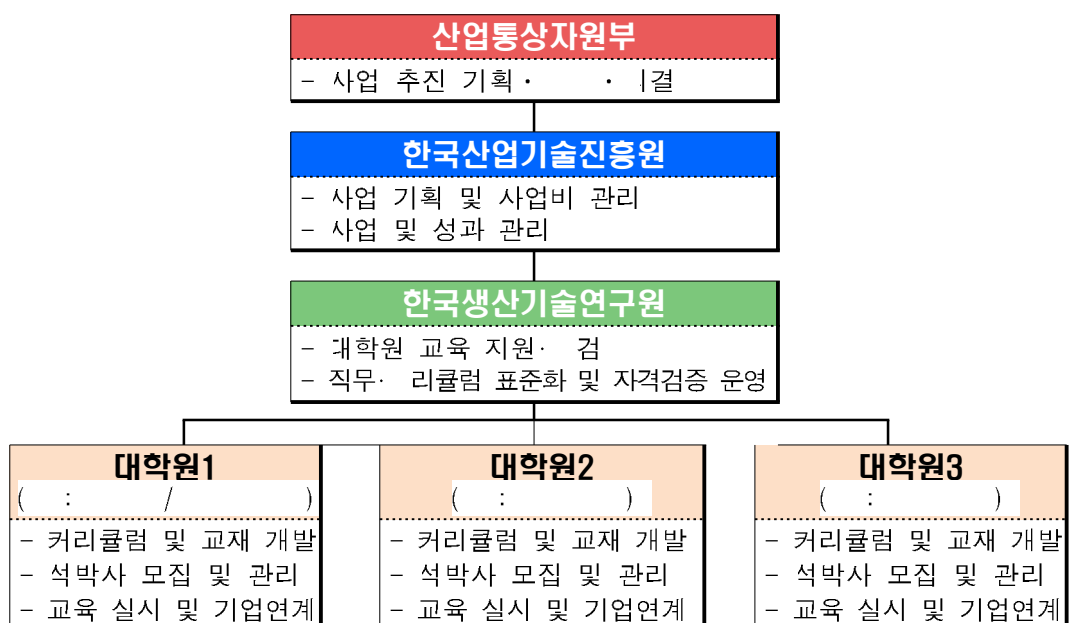 산업통상자원부
- 사업 추진 기획· ·
한국산업기술진흥원
- 사업 기획 및 사업비 관리
- 사업 및 성과 관리
한국생산기술연구원
- 대학원 교육 지원·
- 직무· 표준화 및 자격검증 운영
대학원1
( : / )
- 커리큘럼 및 교재 개발
- 석박사 모집 및 관리
- 교육 실시 및 기업연계
대학원2
( : )
- 커리큘럼 및 교재 개발
- 석박사 모집 및 관리
- 교육 실시 및 기업연계
대학원3
( : )
- 커리큘럼 및 교재 개발
- 석박사 모집 및 관리
- 교육 실시 및 기업연계